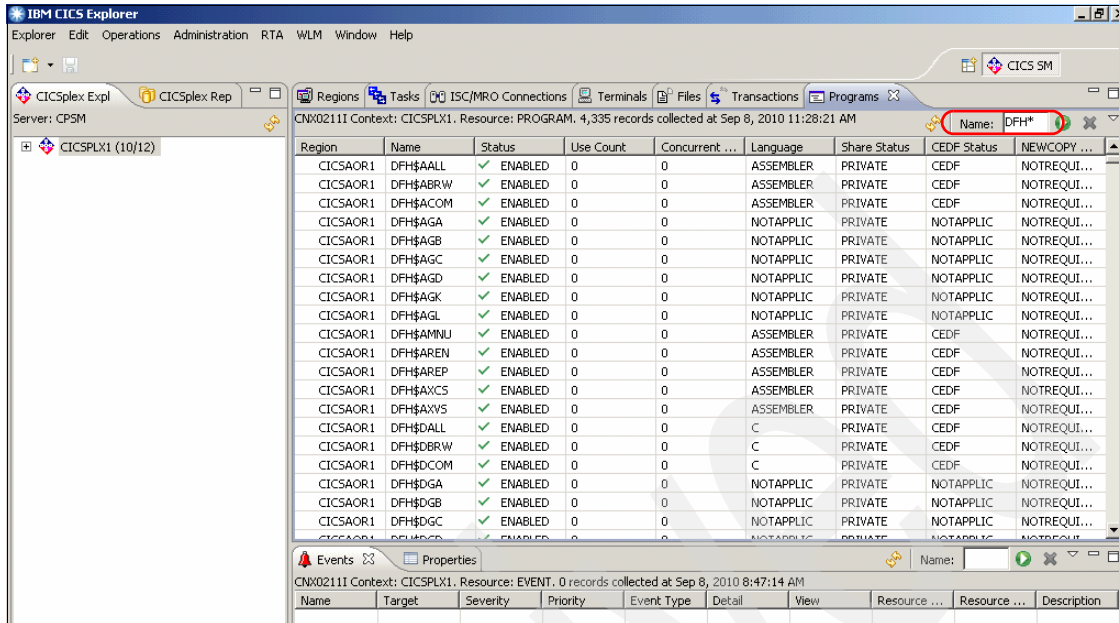 IBM CICS Explorer
Explorer Edit Operations Administration RTA WLM Window Help
CICS SM
CICSplex Expl CICSplex Rep
Server: CPSM
CICSPLX1 (10/12)
Regions Tasks ISC/MRO Connections Terminals Files Transactions Programs
CNX0211I Context: CICSPLX1. Resource: PROGRAM. 4,335 records collected at Sep 8, 2010 11:28:21 AM Name: DFH*
Region Name Status Use Count Concurrent ... Language Share Status CEDF Status NEWCOPY ...
CICSAOR1 DFH$AALL ENABLED 0 0 ASSEMBLER PRIVATE CEDF NOTREQUI...
CICSAOR1 DFH$ABRW ENABLED 0 0 ASSEMBLER PRIVATE CEDF NOTREQUI...
CICSAOR1 DFH$ACOM ENABLED 0 0 ASSEMBLER PRIVATE CEDF NOTREQUI...
CICSAOR1 DFH$AGA ENABLED 0 0 NOTAPPLIC PRIVATE NOTAPPLIC NOTREQUI...
CICSAOR1 DFH$AGB ENABLED 0 0 NOTAPPLIC PRIVATE NOTAPPLIC NOTREQUI...
CICSAOR1 DFH$AGC ENABLED 0 0 NOTAPPLIC PRIVATE NOTAPPLIC NOTREQUI...
CICSAOR1 DFH$AGD ENABLED 0 0 NOTAPPLIC PRIVATE NOTAPPLIC NOTREQUI...
CICSAOR1 DFH$AGK ENABLED 0 0 NOTAPPLIC PRIVATE NOTAPPLIC NOTREQUI...
CICSAOR1 DFH$AGL ENABLED 0 0 NOTAPPLIC PRIVATE NOTAPPLIC NOTREQUI...
CICSAOR1 DFH$AMNU ENABLED 0 0 ASSEMBLER PRIVATE CEDF NOTREQUI...
CICSAOR1 DFH$AREN ENABLED 0 0 ASSEMBLER PRIVATE CEDF NOTREQUI...
CICSAOR1 DFH$AREP ENABLED 0 0 ASSEMBLER PRIVATE CEDF NOTREQUI...
CICSAOR1 DFH$AXCS ENABLED 0 0 ASSEMBLER PRIVATE CEDF NOTREQUI...
CICSAOR1 DFH$AXVS ENABLED 0 0 ASSEMBLER PRIVATE CEDF NOTREQUI...
CICSAOR1 DFH$DALL ENABLED 0 0 C PRIVATE CEDF NOTREQUI...
CICSAOR1 DFH$DBRW ENABLED 0 0 C PRIVATE CEDF NOTREQUI...
CICSAOR1 DFH$DCOM ENABLED 0 0 C PRIVATE CEDF NOTREQUI...
CICSAOR1 DFH$DGA ENABLED 0 0 NOTAPPLIC PRIVATE NOTAPPLIC NOTREQUI...
CICSAOR1 DFH$DGB ENABLED 0 0 NOTAPPLIC PRIVATE NOTAPPLIC NOTREQUI...
CICSAOR1 DFH$DGC ENABLED 0 0 NOTAPPLIC PRIVATE NOTAPPLIC NOTREQUI...
Events Properties Name:
CNX0211I Context: CICSPLX1. Resource: EVENT. 0 records collected at Sep 8, 2010 8:47:14 AM
Name Target Severity Priority Event Type Detail View Resource ... Resource ... Description